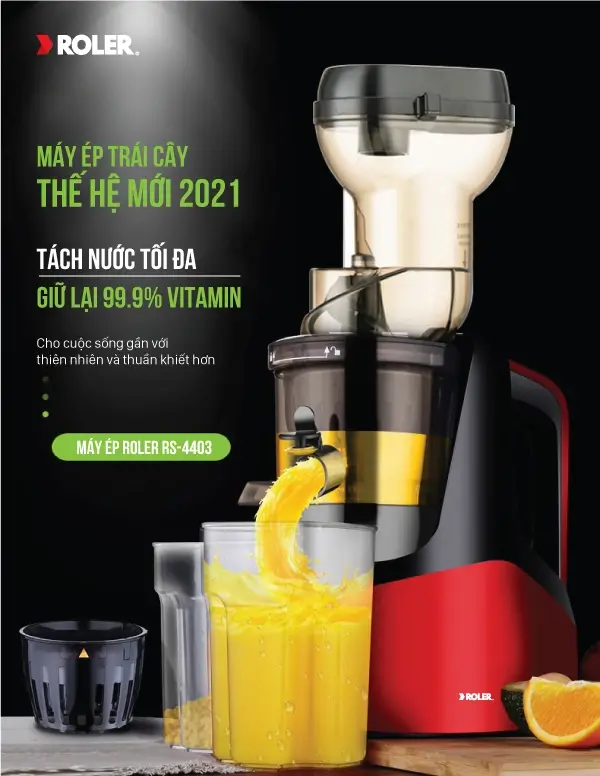 ROLER
MÁY ÉP TRÁI CÂY
THẾ HỆ MỚI 2021
TÁCH NƯỚC TỐI ĐA
GIỮ LẠI 99.9% VITAMIN
Cho cuộc sống gần với
thiên nhiên và thuần khiết hơn
MÁY ÉP ROLER RS-4403
ROLER